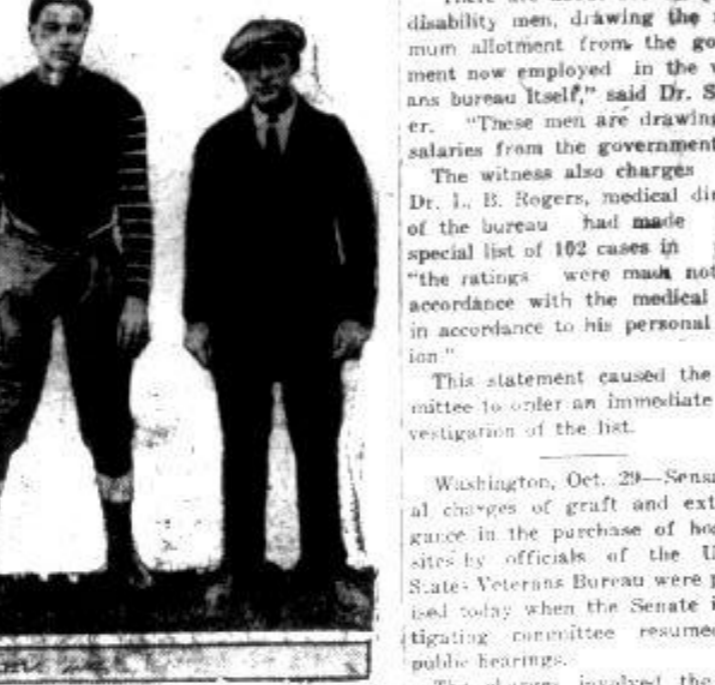 disability men, drawing the
mum allotment from the
ment now employed in the
ans bureau itself," said Dr. S
er. "These men are drawing
salaries from the government
The witness also charges
Dr. L. B. Rogers, medical di
of the bureau had made
special list of 102 cases in
"the ratings were made not
accordance with the medical
in accordance to his personal
ion."
This statement caused the
mittee to order an immediate
vestigation of the list.
Washington, Oct. 29—Sensa
al charges of graft and ext
gance in the purchase of ho
sites by officials of the U
States Veterans Bureau were p
ised today when the Senate i
tigating committee resumed
public hearings.
The charges involved the